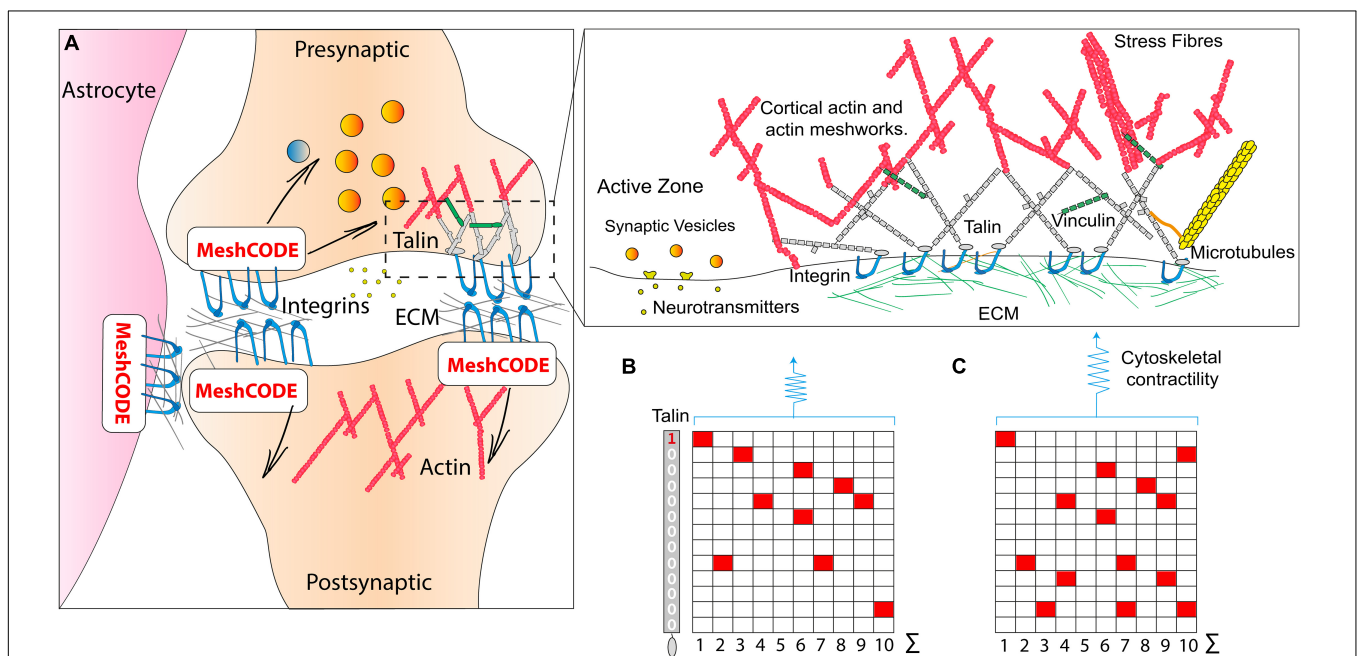 A
Presynaptic
Astrocyte
MeshCODE
Talin
Integrins
ECM
MeshCODE
MeshCODE
MeshCODE
Actin
Postsynaptic
Stress Fibres
Cortical actin and
actin meshworks.
Active Zone
Synaptic Vesicles
Talin
Vinculin
Microtubules
Integrin
Neurotransmitters
ECM
B
Talin
1
0
0
0
0
0
0
0
0
0
0
0
0
1 2 3 4 5 6 7 8 9 10 Σ
C
Cytoskeletal
contractility
1 2 3 4 5 6 7 8 9 10 Σ